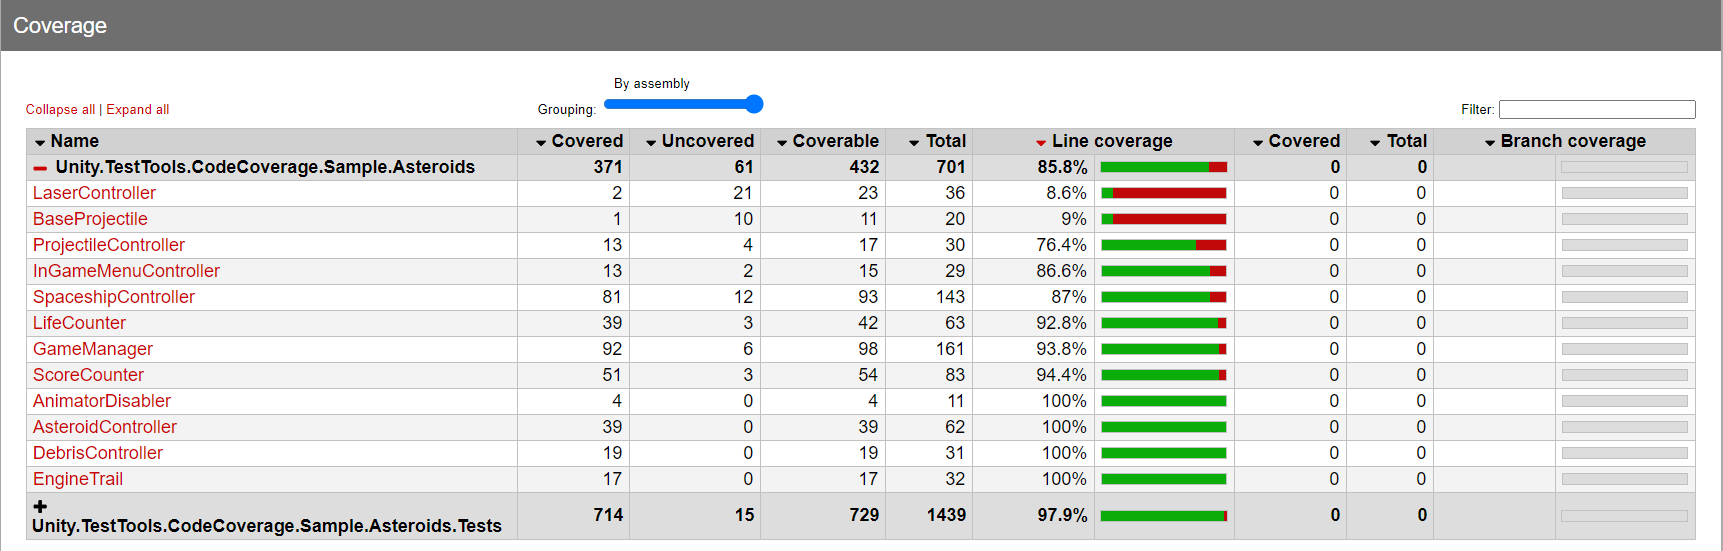 Coverage
By assembly
Collapse all | Expand all Grouping: Filter:
Name Covered Uncovered Coverable Total Line coverage Covered Total Branch coverage
Unity.TestTools.CodeCoverage.Sample.Asteroids 371 61 432 701 85.8% 0 0
LaserController 2 21 23 36 8.6% 0 0
BaseProjectile 1 10 11 20 9% 0 0
ProjectileController 13 4 17 30 76.4% 0 0
InGameMenuController 13 2 15 29 86.6% 0 0
SpaceshipController 81 12 93 143 87% 0 0
LifeCounter 39 3 42 63 92.8% 0 0
GameManager 92 6 98 161 93.8% 0 0
ScoreCounter 51 3 54 83 94.4% 0 0
AnimatorDisabler 4 0 4 11 100% 0 0
AsteroidController 39 0 39 62 100% 0 0
DebrisController 19 0 19 31 100% 0 0
EngineTrail 17 0 17 32 100% 0 0
Unity.TestTools.CodeCoverage.Sample.Asteroids.Tests 714 15 729 1439 97.9% 0 0